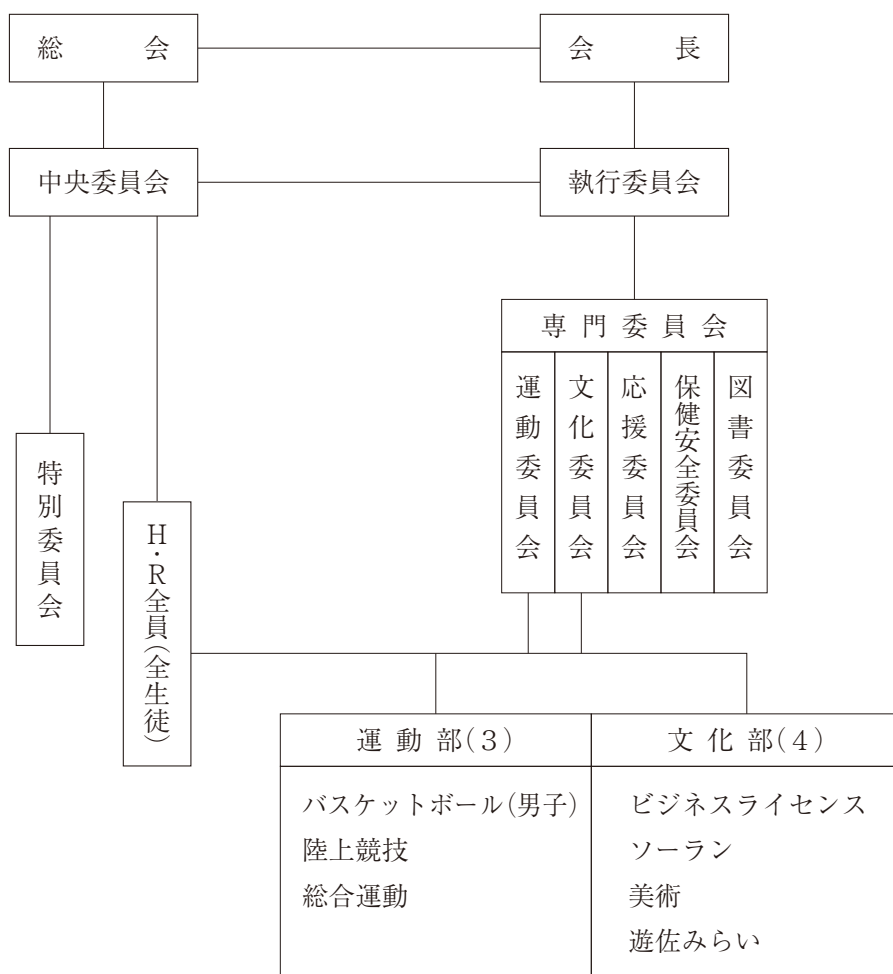 総会
会長
中央委員会
執行委員会
専門委員会
運動委員会
文化委員会
応援委員会
保健安全委員会
図書委員会
特別委員会
H・R全員(全生徒)
運動部(3)
文化部(4)
バスケットボール(男子)
陸上競技
総合運動
ビジネスライセンス
ソーラン
美術
遊佐みらい